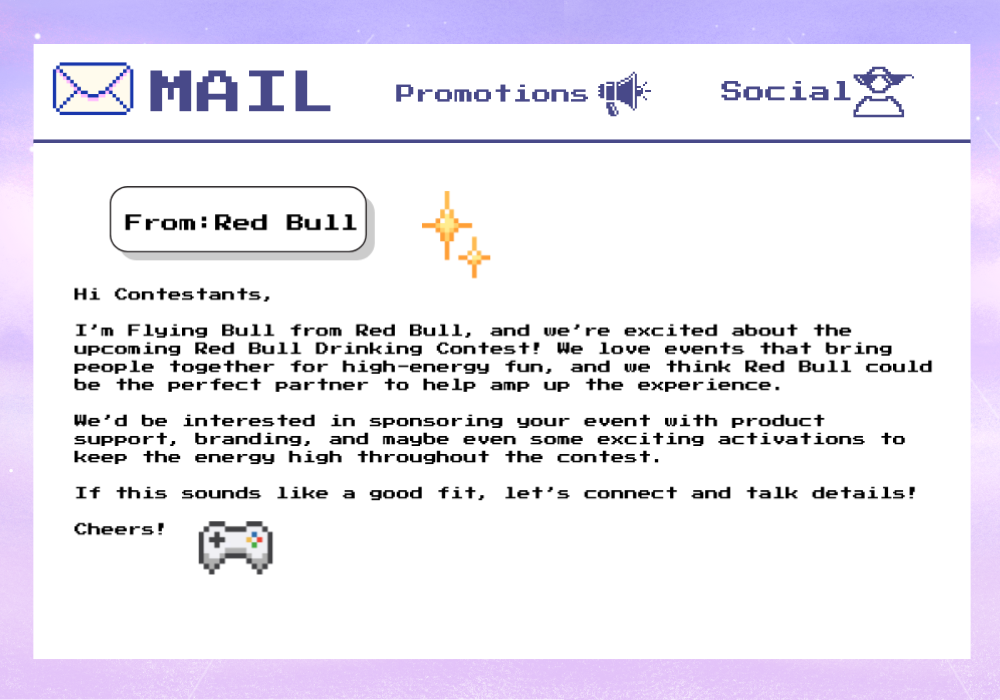 MAIL
Promotions
Social
From:Red Bull
Hi Contestants,
I'm Flying Bull from Red Bull, and we're excited about the
upcoming Red Bull Drinking Contest! We love events that bring
people together for high-energy fun, and we think Red Bull could
be the perfect partner to help amp up the experience.
We'd be interested in sponsoring your event with product
support, branding, and maybe even some exciting activations to
keep the energy high throughout the contest.
If this sounds like a good fit, let's connect and talk details!
Cheers!